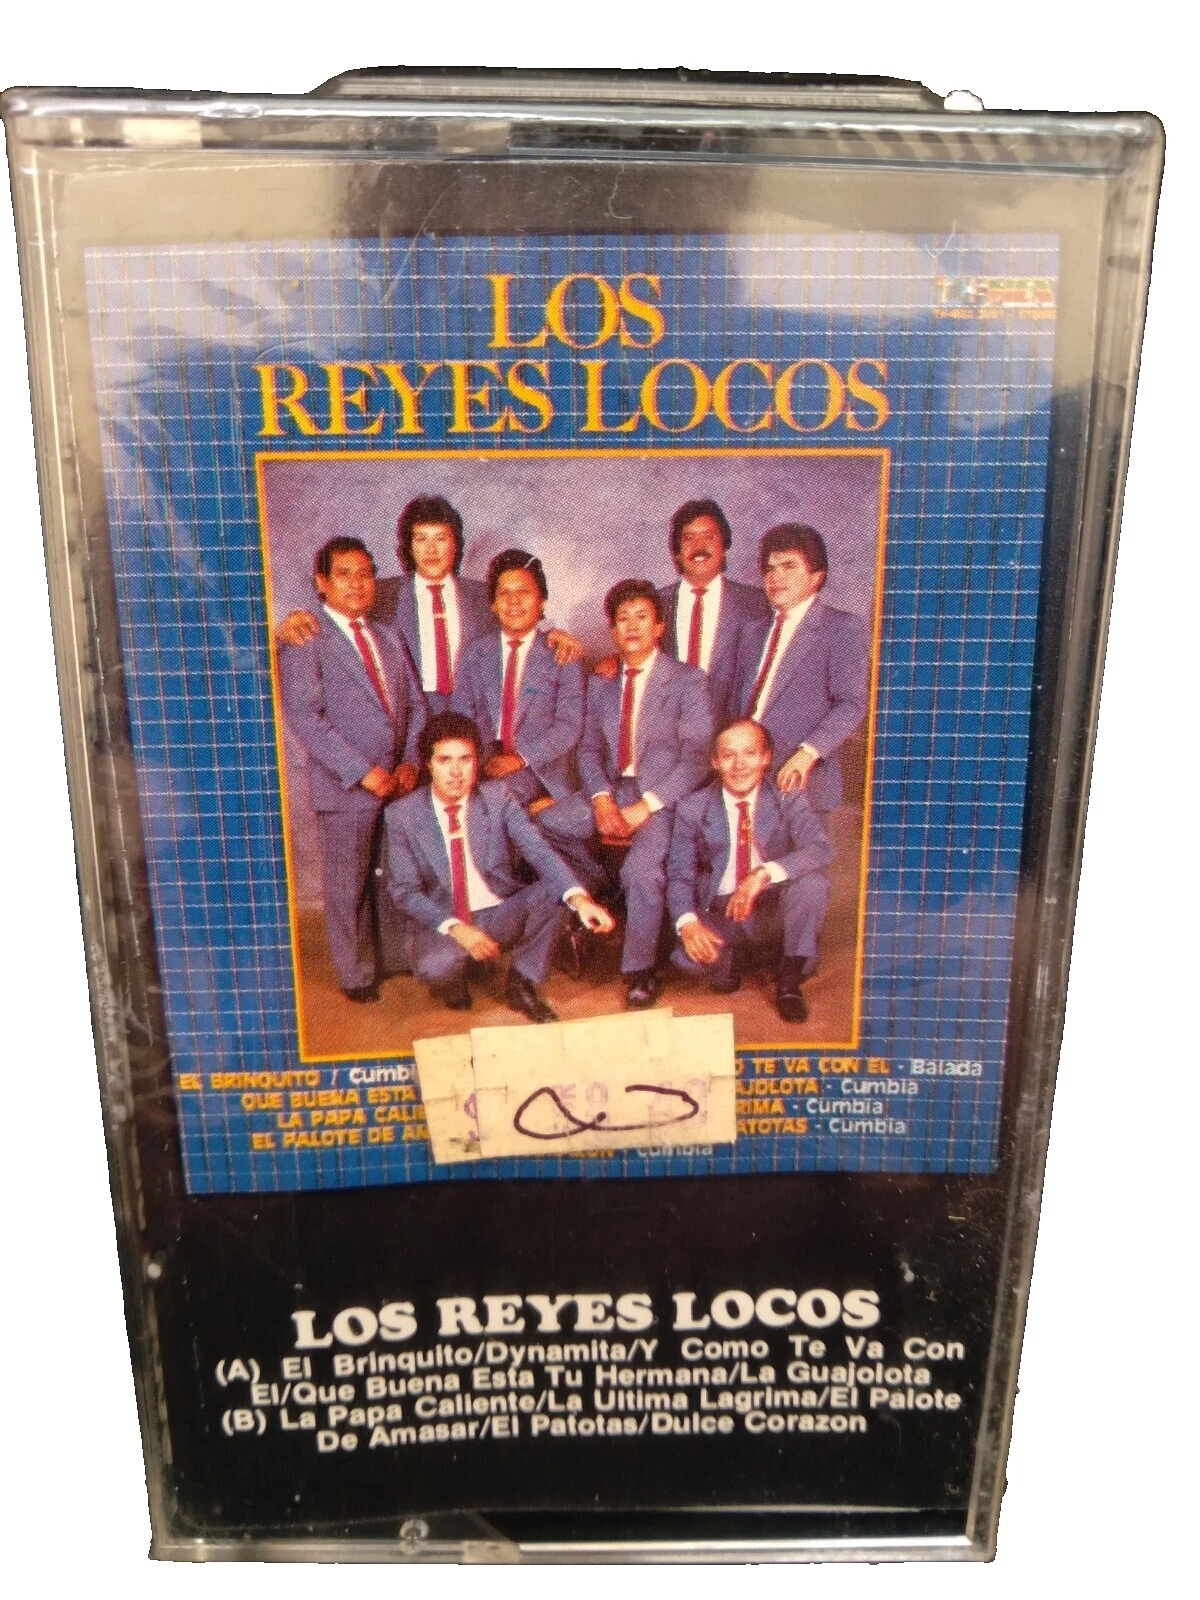 LOS
REYES LOCOS
EL BRINQUITO / Cumbi
TE VA CON EL - Balada
QUE BUENA ESTA
JOLOTA - Cumbia
LA PAPA CALIE
RIMA - Cumbia
EL PALOTE DE AM
ATOTAS - Cumbia
- Cumbia
LOS REYES LOCOS
(A) El Brinquito/Dynamita/Y Como Te Va Con
El/Que Buena Esta Tu Hermana/La Guajolota
(B) La Papa Caliente/La Ultima Lagrima/El Palote
De Amasar/El Patotas/Dulce Corazon